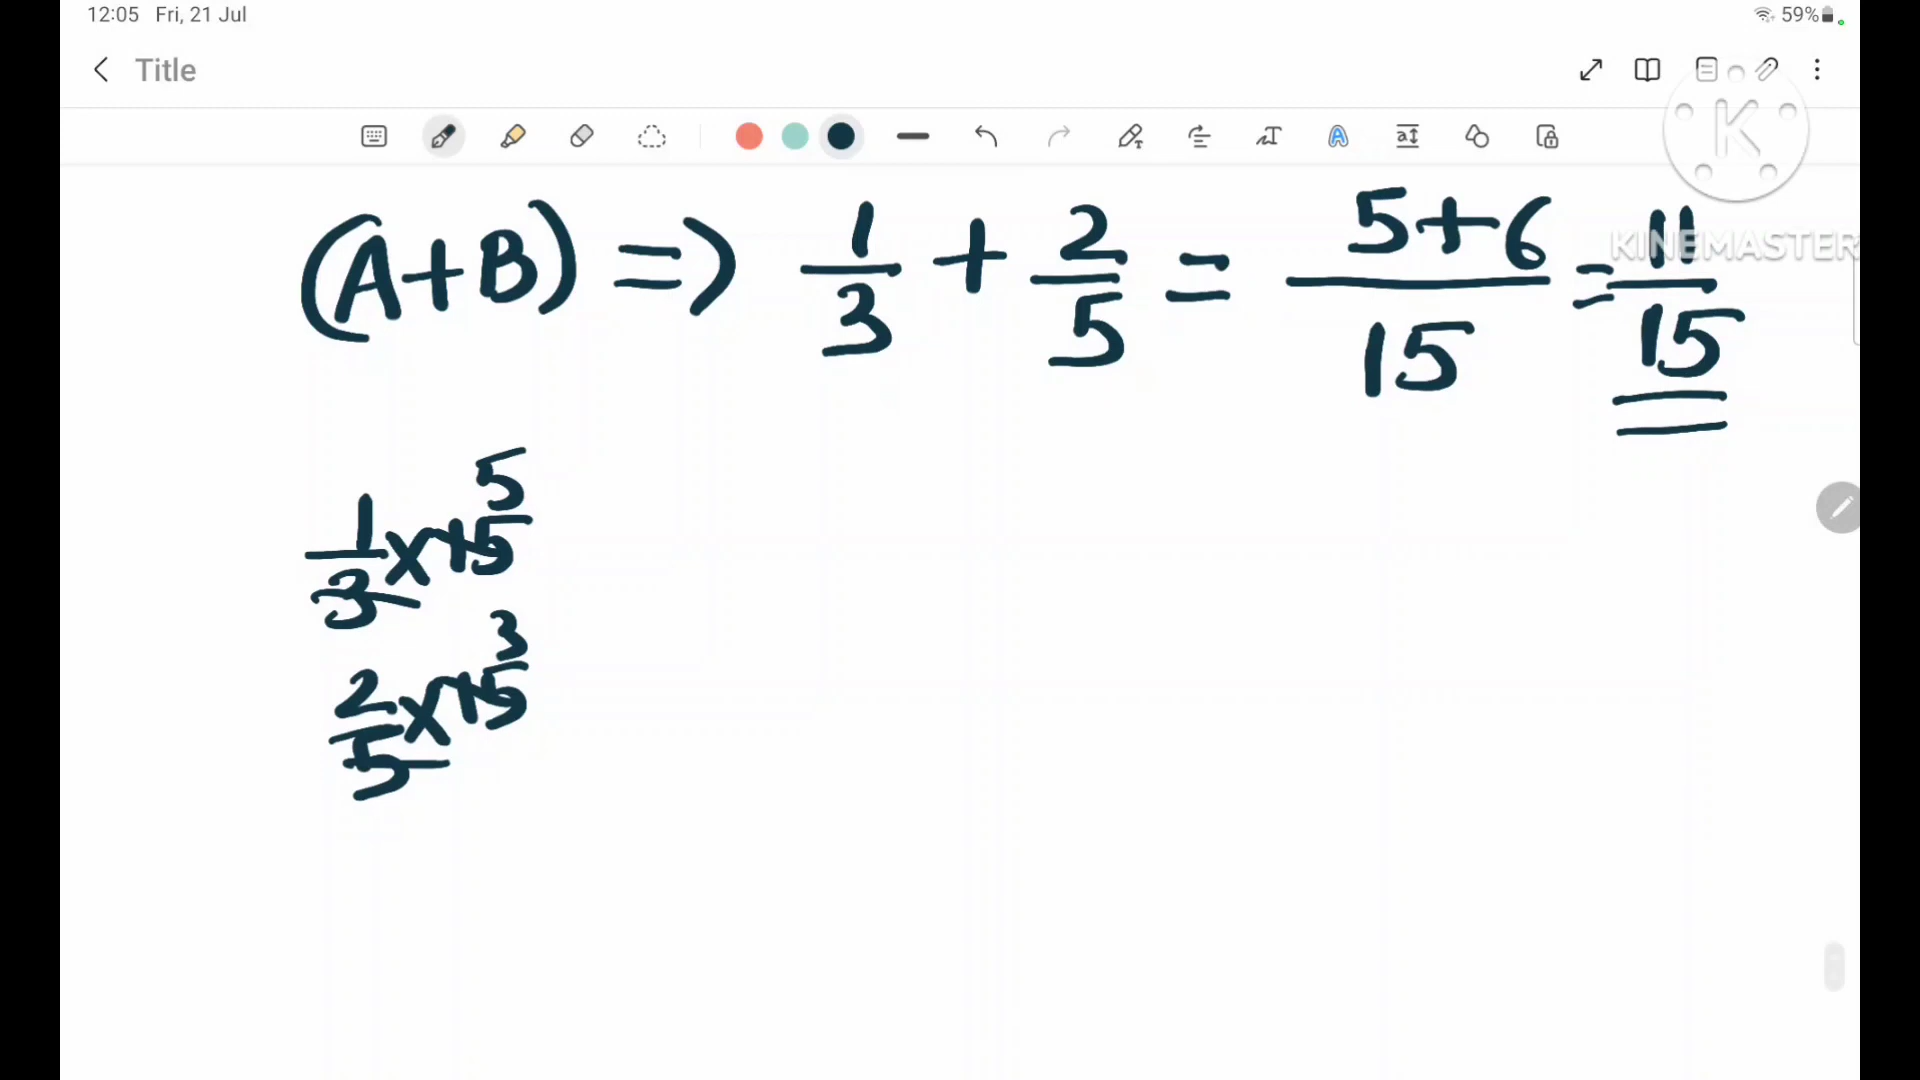 12:05 Fri, 21 Jul 59%
Title
K
KINEMASTER
(A+B) => 1/3 + 2/5 = 5+6/15 = 11/15
1/3 x 15 5
2/5 x 15 3